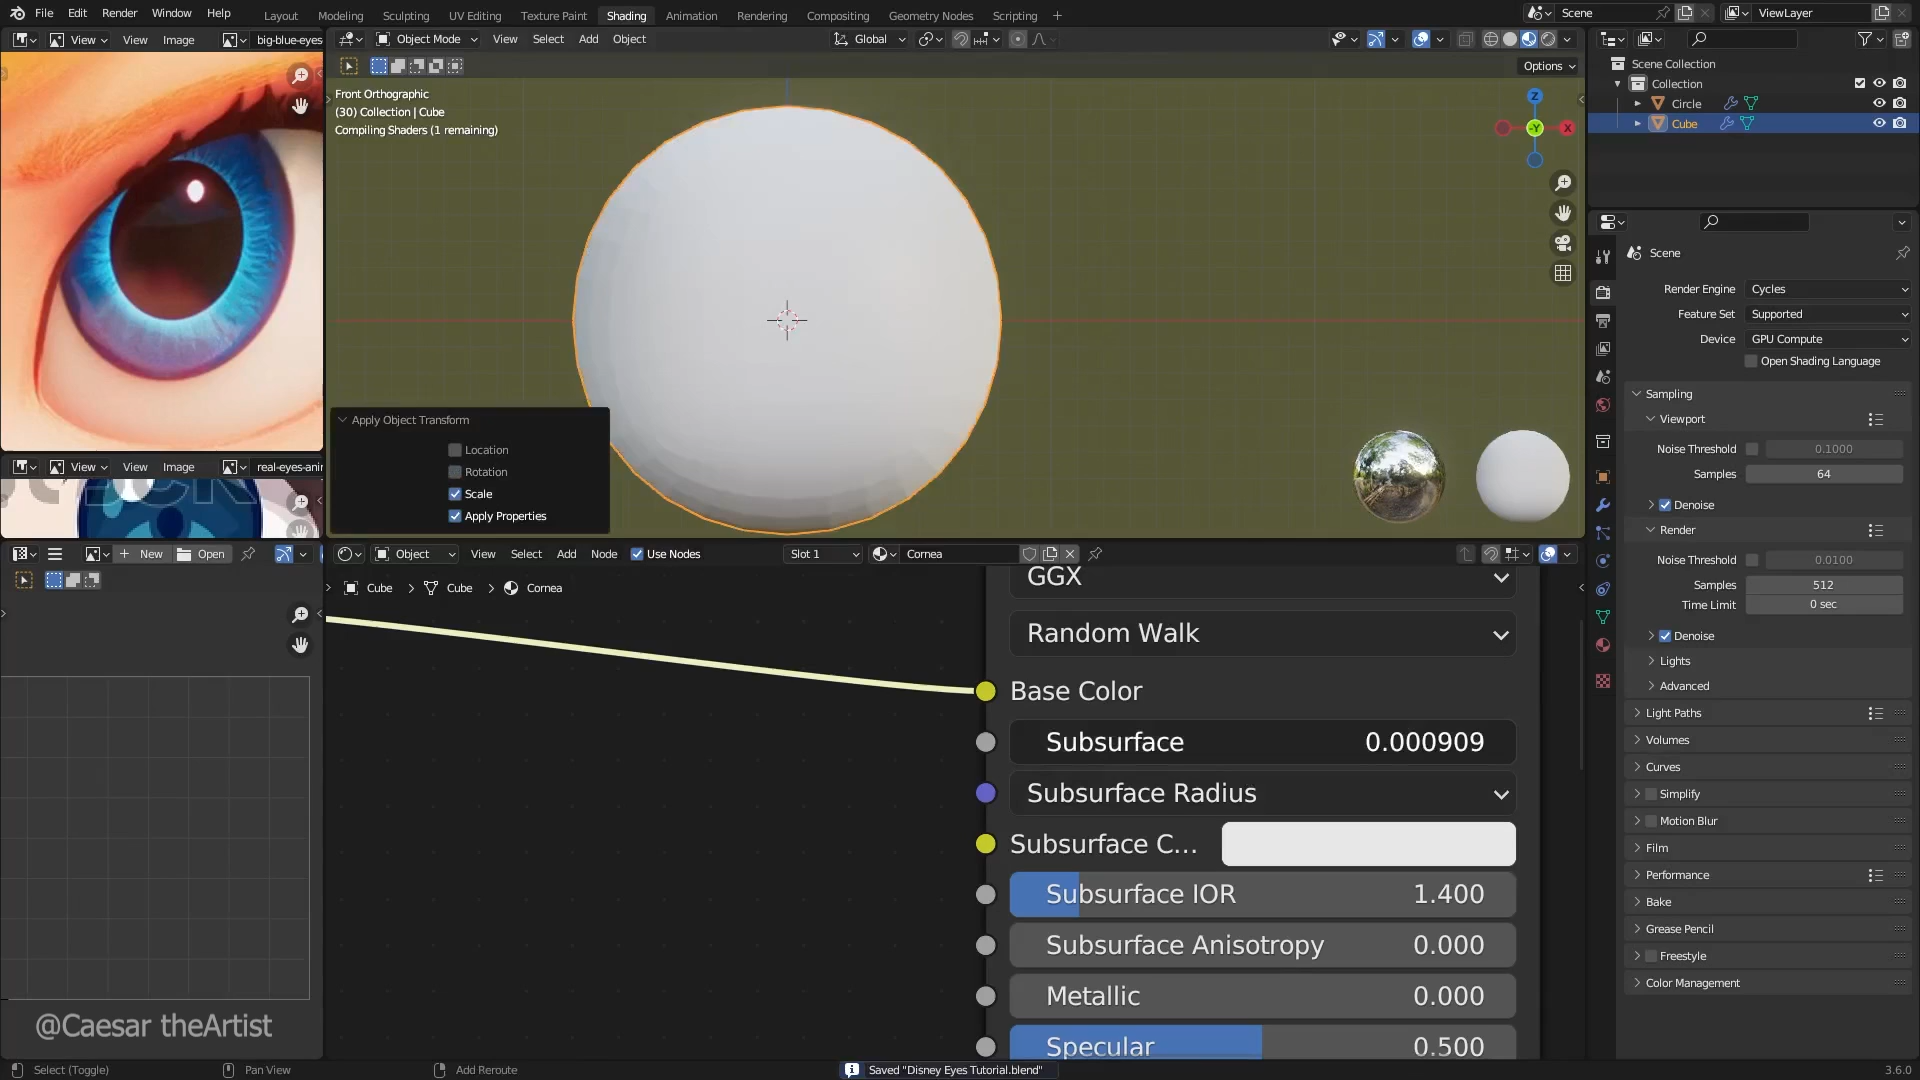 File Edit Render Window Help
Layout Modeling Sculpting UV Editing Texture Paint Shading Animation Rendering Compositing Geometry Nodes Scripting +
Scene
ViewLayer
View View Image big-blue-eyes
Object Mode View Select Add Object
Global
Options
Front Orthographic
(30) Collection | Cube
Compiling Shaders (1 remaining)
Z
-Y
X
Apply Object Transform
Location
Rotation
Scale
Apply Properties
View View Image real-eyes-anir
New Open
Object View Select Add Node Use Nodes Slot 1 Cornea
Cube > Cube > Cornea
GGX
Random Walk
Base Color
Subsurface 0.000909
Subsurface Radius
Subsurface C...
Subsurface IOR 1.400
Subsurface Anisotropy 0.000
Metallic 0.000
Specular 0.500
@Caesar theArtist
Scene Collection
Collection
Circle
Cube
Scene
Render Engine Cycles
Feature Set Supported
Device GPU Compute
Open Shading Language
Sampling
Viewport
Noise Threshold 0.1000
Samples 64
Denoise
Render
Noise Threshold 0.0100
Samples 512
Time Limit 0 sec
Denoise
Lights
Advanced
Light Paths
Volumes
Curves
Simplify
Motion Blur
Film
Performance
Bake
Grease Pencil
Freestyle
Color Management
Select (Toggle) Pan View Add Reroute Saved "Disney Eyes Tutorial.blend" 3.6.0